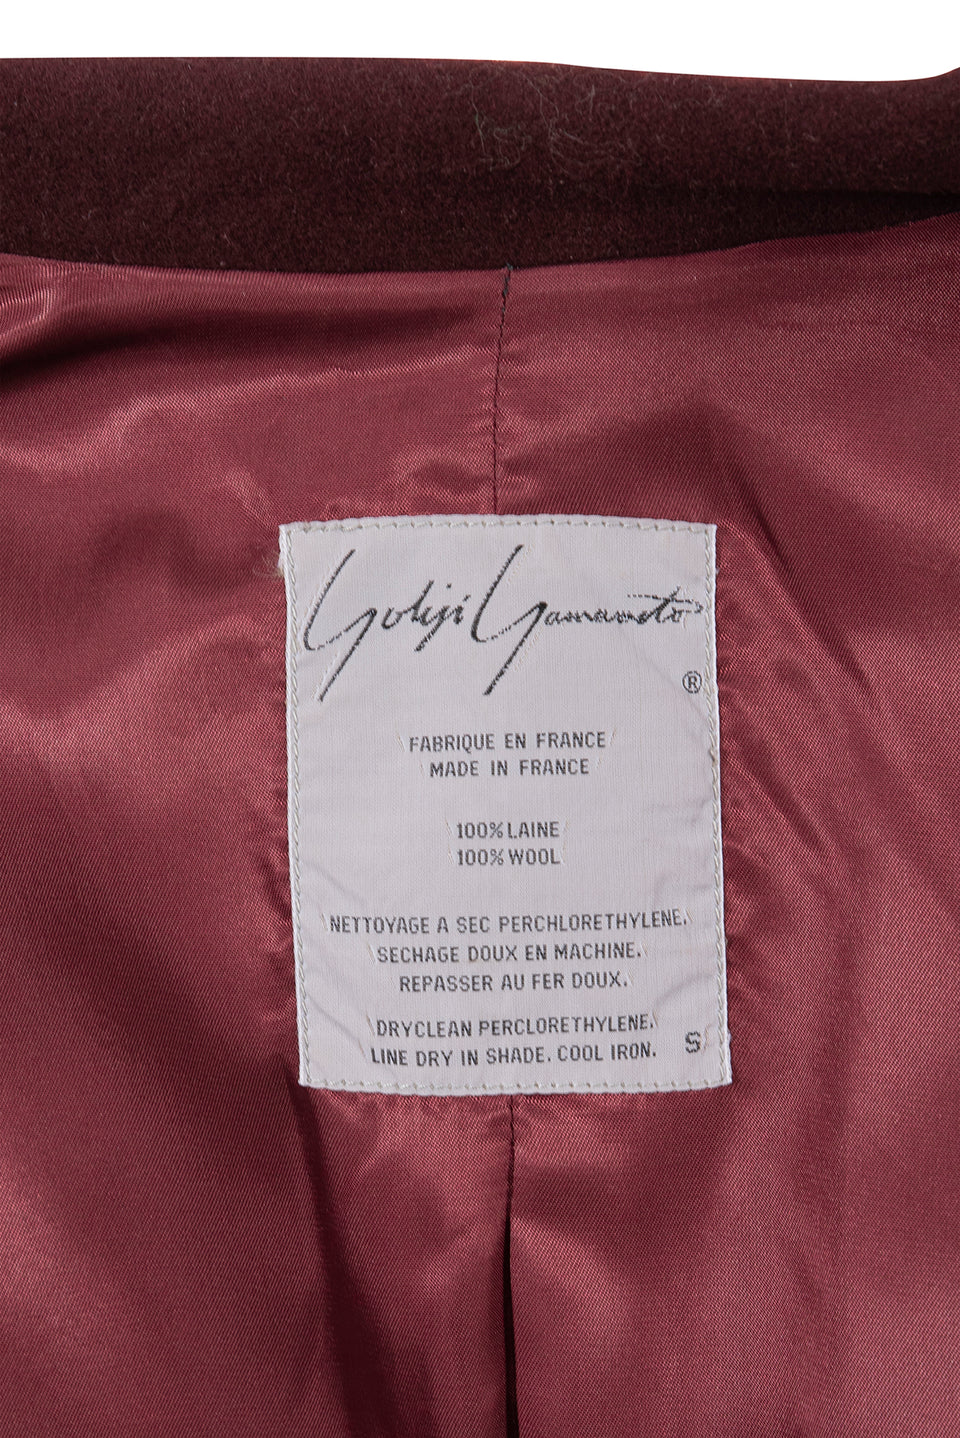 Yohji Yamamoto
®
FABRIQUE EN FRANCE
MADE IN FRANCE
100% LAINE
100% WOOL
NETTOYAGE A SEC PERCHLORETHYLENE.
SECHAGE DOUX EN MACHINE.
REPASSER AU FER DOUX.
DRYCLEAN PERCLORETHYLENE.
LINE DRY IN SHADE. COOL IRON. S